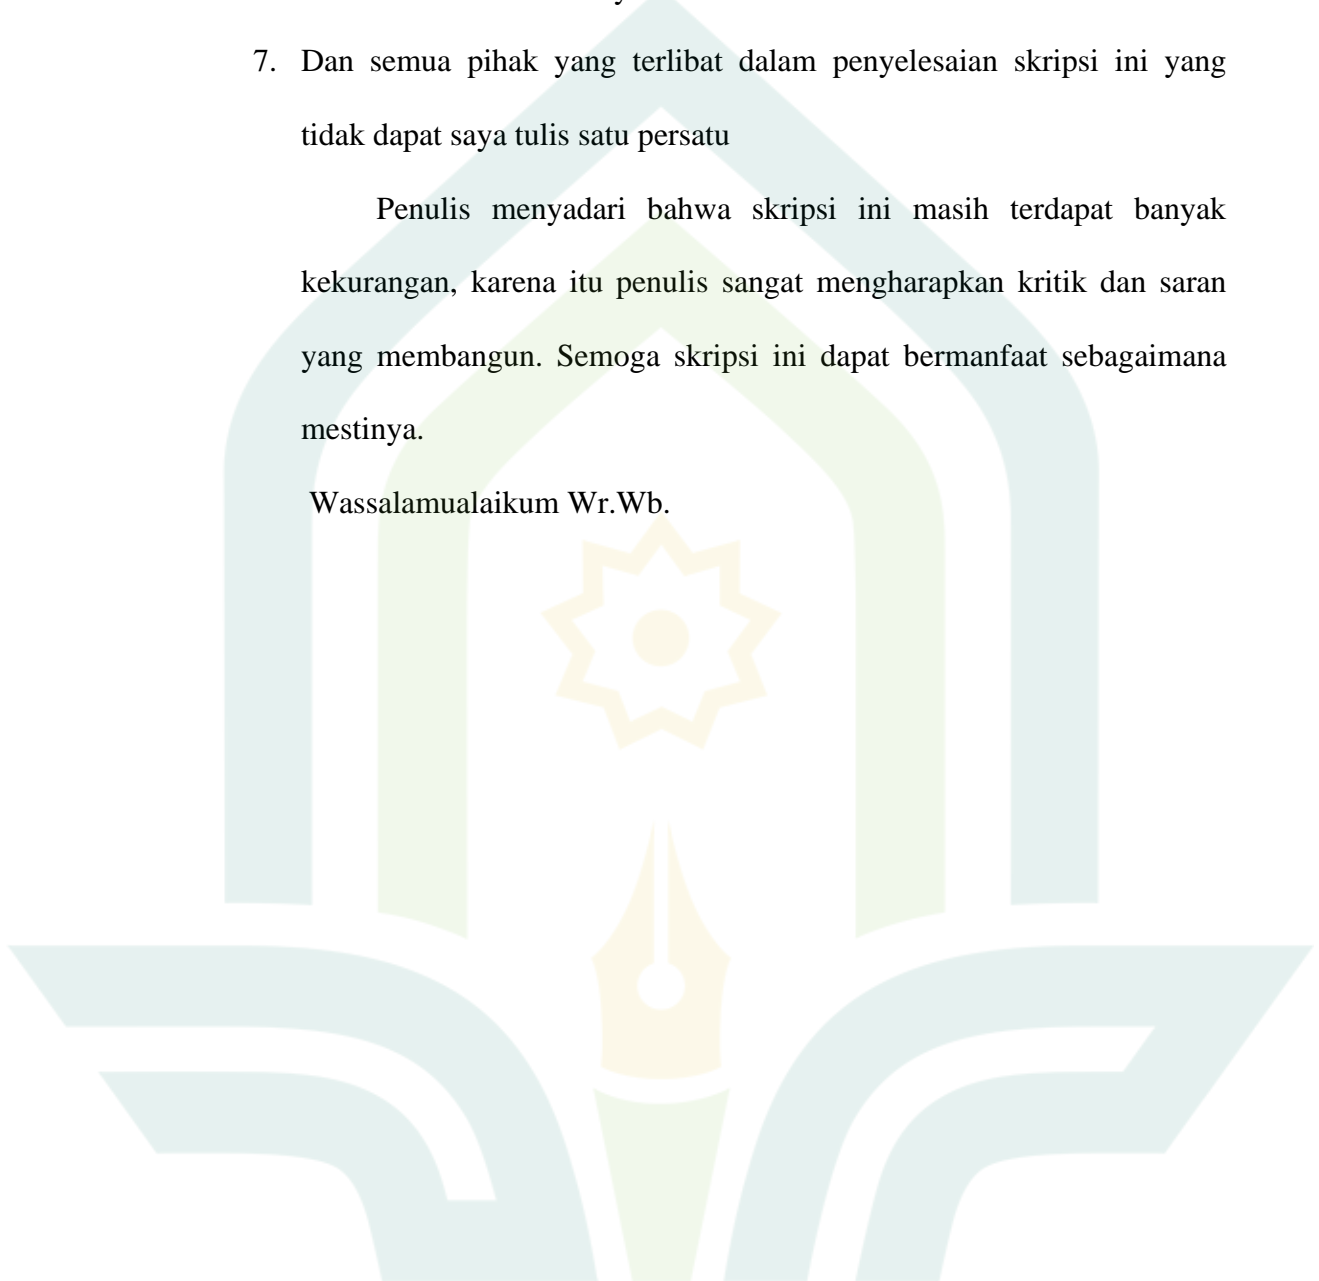 7. Dan semua pihak yang terlibat dalam penyelesaian skripsi ini yang
tidak dapat saya tulis satu persatu
Penulis menyadari bahwa skripsi ini masih terdapat banyak
kekurangan, karena itu penulis sangat mengharapkan kritik dan saran
yang membangun. Semoga skripsi ini dapat bermanfaat sebagaimana
mestinya.
Wassalamualaikum Wr.Wb.